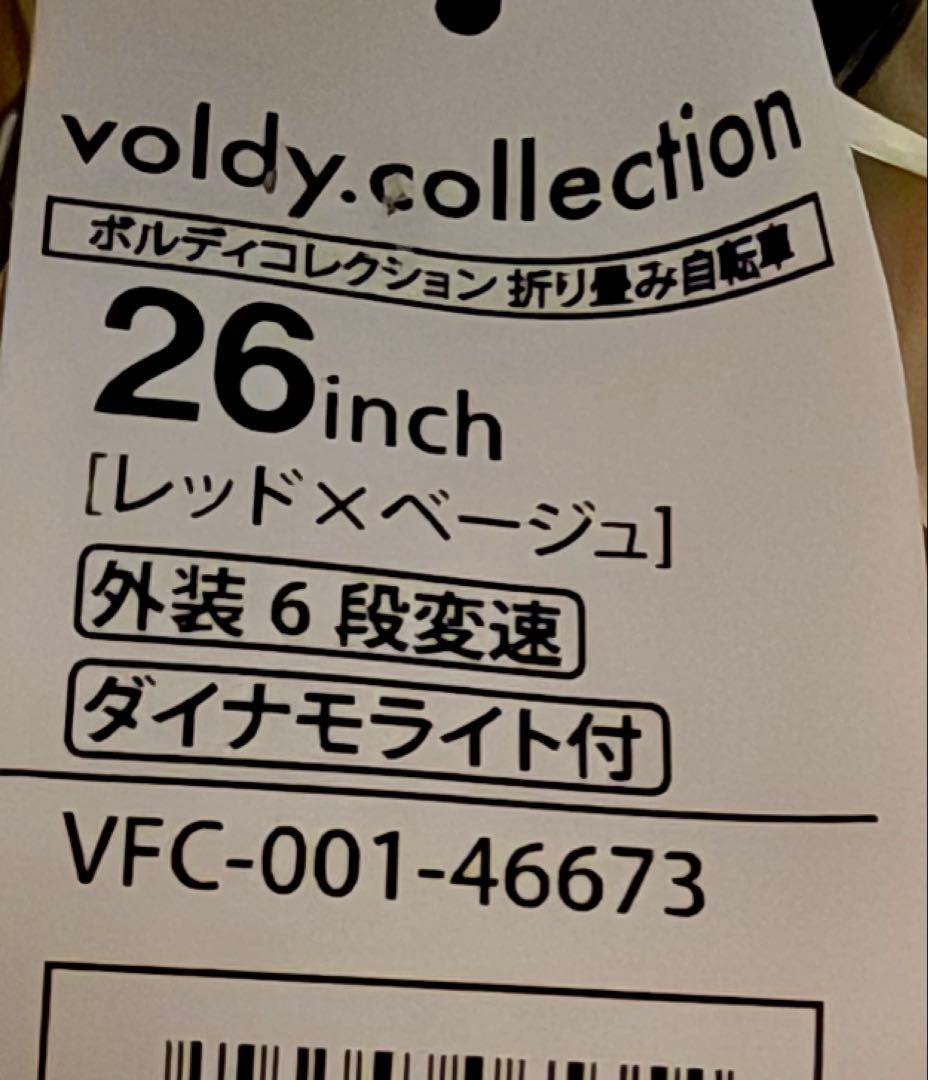 voldy.collection
ボルディコレクション 折り畳み自転車
26inch
[レッド×ベージュ]
外装 6 段変速
ダイナモライト付
VFC-001-46673